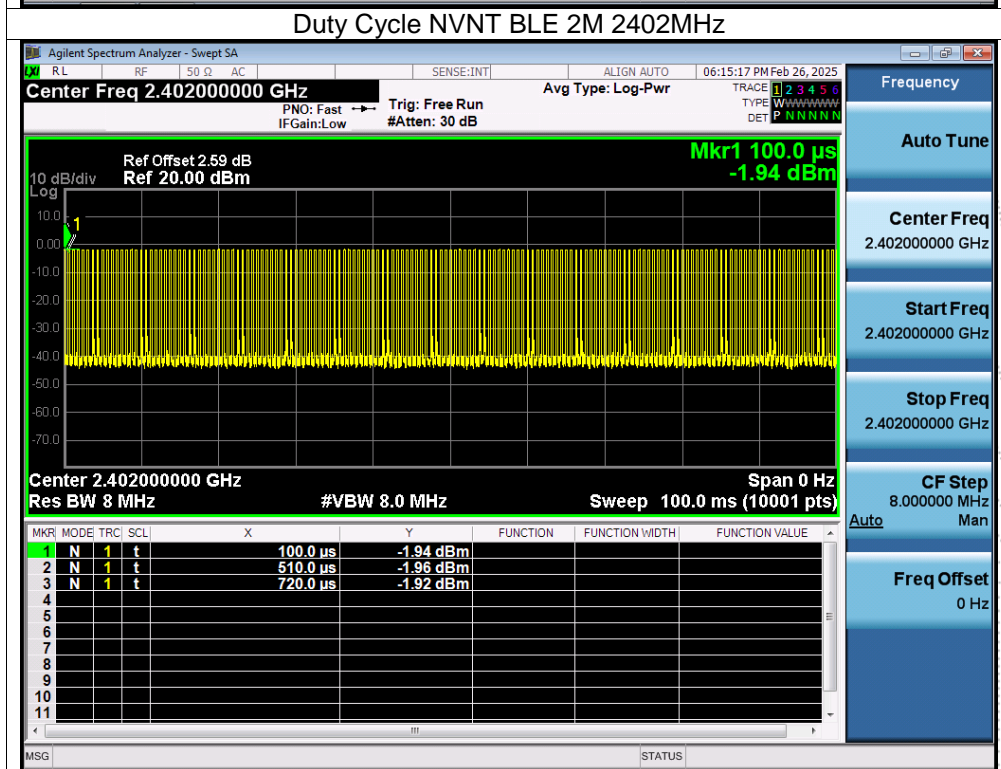 Duty Cycle NVNT BLE 2M 2402MHz
Agilent Spectrum Analyzer - Swept SA
LXI RL RF 50 Ω AC SENSE:INT ALIGN AUTO 06:15:17 PM Feb 26, 2025
Center Freq 2.402000000 GHz Avg Type: Log-Pwr TRACE 1 2 3 4 5 6
PNO: Fast Trig: Free Run TYPE WWWWWW
IFGain:Low #Atten: 30 dB DET P N N N N N
Frequency
Auto Tune
Center Freq
2.402000000 GHz
Start Freq
2.402000000 GHz
Stop Freq
2.402000000 GHz
CF Step
8.000000 MHz
Auto Man
Freq Offset
0 Hz
Mkr1 100.0 µs
-1.94 dBm
Ref Offset 2.59 dB
10 dB/div Ref 20.00 dBm
Log
10.0
1
0.00
-10.0
-20.0
-30.0
-40.0
-50.0
-60.0
-70.0
Center 2.402000000 GHz Span 0 Hz
Res BW 8 MHz #VBW 8.0 MHz Sweep 100.0 ms (10001 pts)
MKR MODE TRC SCL X Y FUNCTION FUNCTION WIDTH FUNCTION VALUE
1 N 1 t 100.0 µs -1.94 dBm
2 N 1 t 510.0 µs -1.96 dBm
3 N 1 t 720.0 µs -1.92 dBm
4
5
6
7
8
9
10
11
MSG STATUS